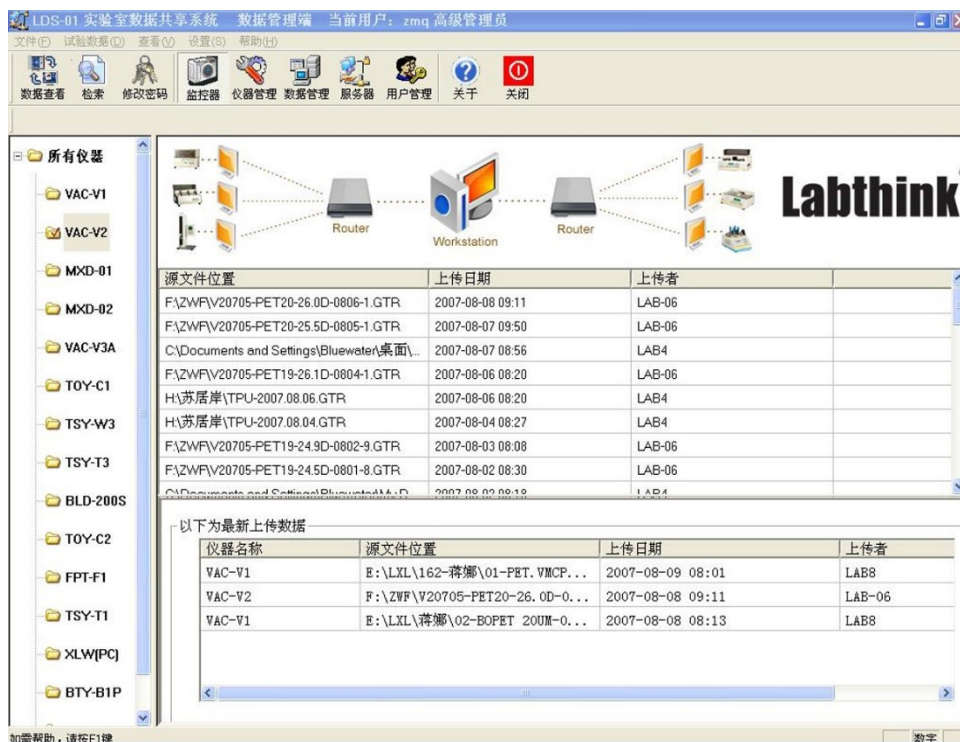 LDS-01 实验室数据共享系统 数据管理端 当前用户: zmq 高级管理员
文件(F) 试验数据(D) 查看(V) 设置(S) 帮助(H)
数据查看 检索 修改密码 监控器 仪器管理 数据管理 服务器 用户管理 关于 关闭
所有仪器
VAC-V1
VAC-V2
MXD-01
MXD-02
VAC-V3A
TOY-C1
TSY-W3
TSY-T3
BLD-200S
TOY-C2
FPT-F1
TSY-T1
XLW(PC)
BTY-B1P
Router
Workstation
Router
Labthink
源文件位置 上传日期 上传者
F:\ZWF\V20705-PET20-26.0D-0806-1.GTR 2007-08-08 09:11 LAB-06
F:\ZWF\V20705-PET20-25.5D-0805-1.GTR 2007-08-07 09:50 LAB-06
C:\Documents and Settings\Bluewater\桌面\... 2007-08-07 08:56 LAB4
F:\ZWF\V20705-PET19-26.1D-0804-1.GTR 2007-08-06 08:20 LAB-06
H:\苏居岸\TPU-2007.08.06.GTR 2007-08-06 08:20 LAB4
H:\苏居岸\TPU-2007.08.04.GTR 2007-08-04 08:27 LAB4
F:\ZWF\V20705-PET19-24.9D-0802-9.GTR 2007-08-03 08:08 LAB-06
F:\ZWF\V20705-PET19-24.5D-0801-8.GTR 2007-08-02 08:30 LAB-06
C:\Documents and Settings\Bluewater\My D... 2007-08-02 08:18 LAB4
以下为最新上传数据
仪器名称 源文件位置 上传日期 上传者
VAC-V1 E:\LXL\162-蒋娜\01-PET.VMCP... 2007-08-09 08:01 LAB8
VAC-V2 F:\ZWF\V20705-PET20-26.0D-0... 2007-08-08 09:11 LAB-06
VAC-V1 E:\LXL\蒋娜\02-BOPET 20UM-0... 2007-08-08 08:13 LAB8
如需帮助,请按F1键 数字